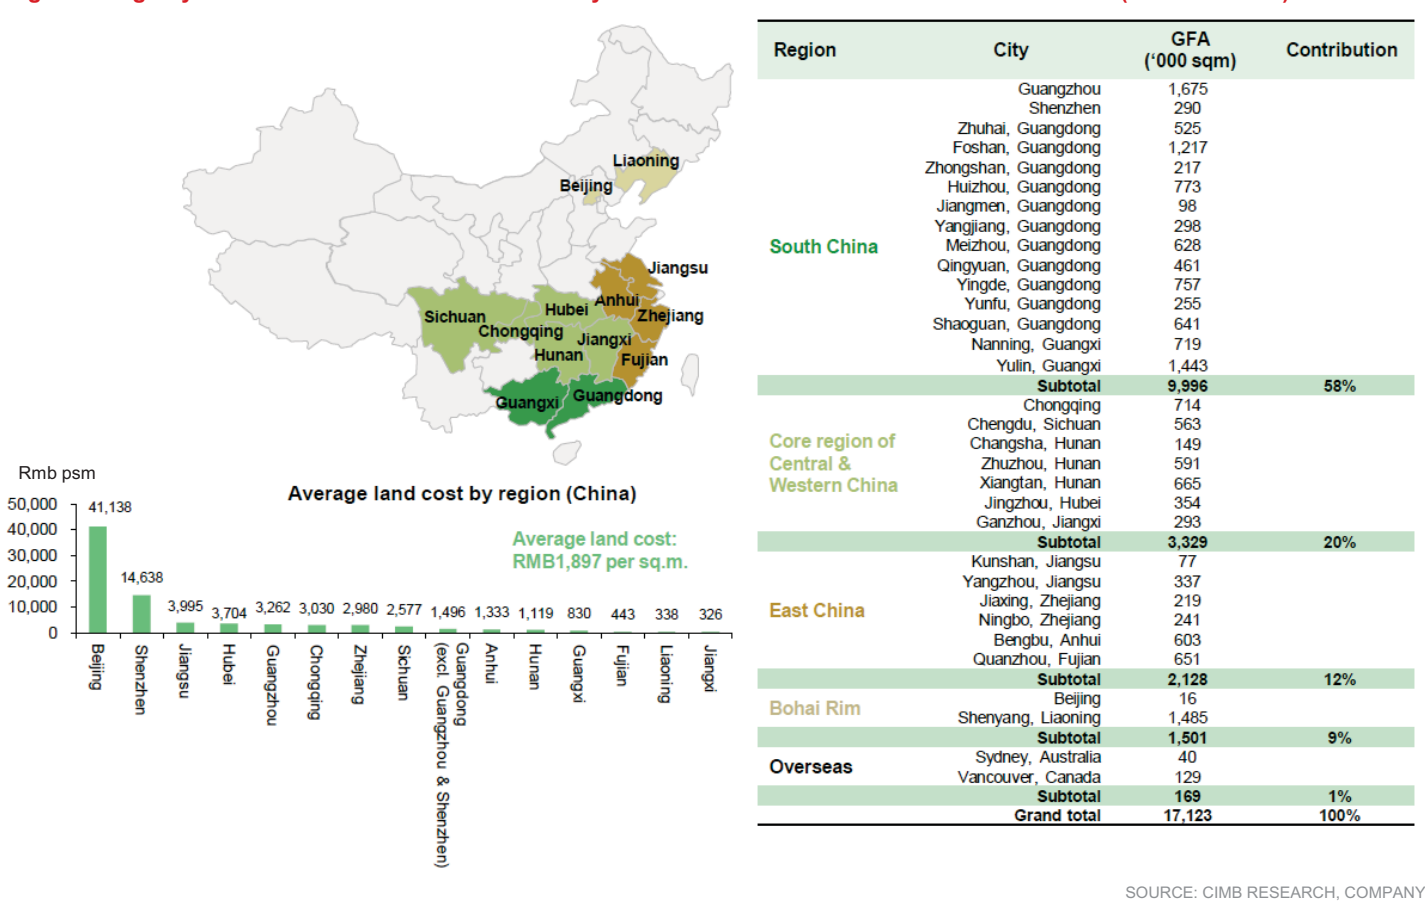 Liaoning
Beijing
Jiangsu
Anhui
Hubei
Zhejiang
Sichuan
Chongqing
Jiangxi
Hunan
Fujian
Guangxi
Guangdong
Rmb psm
Average land cost by region (China)
Average land cost:
RMB1,897 per sq.m.
50,000
40,000
30,000
20,000
10,000
0
41,138
14,638
3,995
3,704
3,262
3,030
2,980
2,577
1,496
1,333
1,119
830
443
338
326
Beijing
Shenzhen
Jiangsu
Hubei
Guangzhou
Chongqing
Zhejiang
Sichuan
Guangdong
(excl. Guangzhou & Shenzhen)
Anhui
Hunan
Guangxi
Fujian
Liaoning
Jiangxi
Region City GFA ('000 sqm) Contribution
South China
Guangzhou 1,675
Shenzhen 290
Zhuhai, Guangdong 525
Foshan, Guangdong 1,217
Zhongshan, Guangdong 217
Huizhou, Guangdong 773
Jiangmen, Guangdong 98
Yangjiang, Guangdong 298
Meizhou, Guangdong 628
Qingyuan, Guangdong 461
Yingde, Guangdong 757
Yunfu, Guangdong 255
Shaoguan, Guangdong 641
Nanning, Guangxi 719
Yulin, Guangxi 1,443
Subtotal 9,996 58%
Core region of
Central &
Western China
Chongqing 714
Chengdu, Sichuan 563
Changsha, Hunan 149
Zhuzhou, Hunan 591
Xiangtan, Hunan 665
Jingzhou, Hubei 354
Ganzhou, Jiangxi 293
Subtotal 3,329 20%
East China
Kunshan, Jiangsu 77
Yangzhou, Jiangsu 337
Jiaxing, Zhejiang 219
Ningbo, Zhejiang 241
Bengbu, Anhui 603
Quanzhou, Fujian 651
Subtotal 2,128 12%
Bohai Rim
Beijing 16
Shenyang, Liaoning 1,485
Subtotal 1,501 9%
Overseas
Sydney, Australia 40
Vancouver, Canada 129
Subtotal 169 1%
Grand total 17,123 100%
SOURCE: CIMB RESEARCH, COMPANY